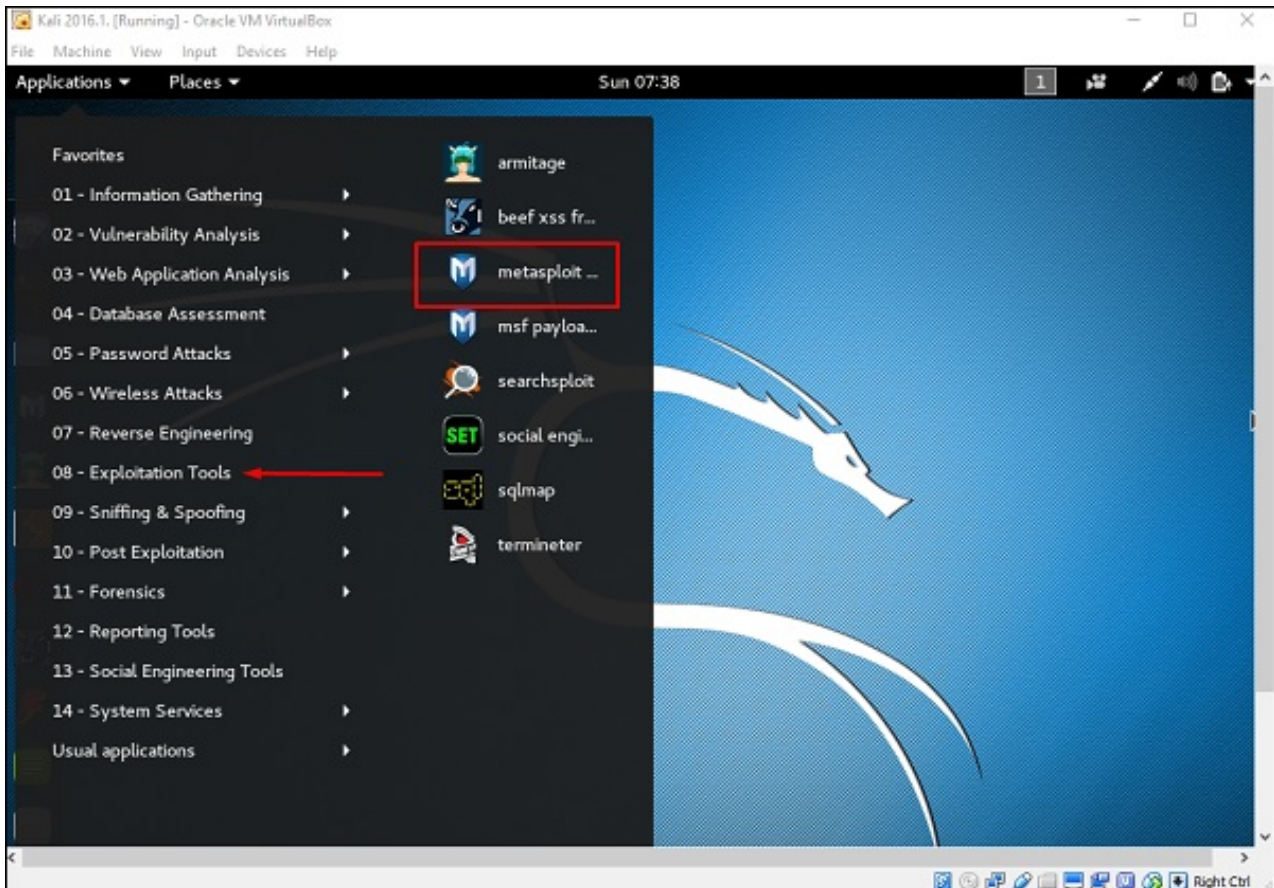 Kali 2016.1. [Running] - Oracle VM VirtualBox
File Machine View Input Devices Help
Applications Places Sun 07:38 1
Favorites
01 - Information Gathering
02 - Vulnerability Analysis
03 - Web Application Analysis
04 - Database Assessment
05 - Password Attacks
06 - Wireless Attacks
07 - Reverse Engineering
08 - Exploitation Tools
09 - Sniffing & Spoofing
10 - Post Exploitation
11 - Forensics
12 - Reporting Tools
13 - Social Engineering Tools
14 - System Services
Usual applications
armitage
beef xss fr...
metasploit ...
msf payloa...
searchsploit
SET social engi...
sqlmap
termineter
Right Ctrl